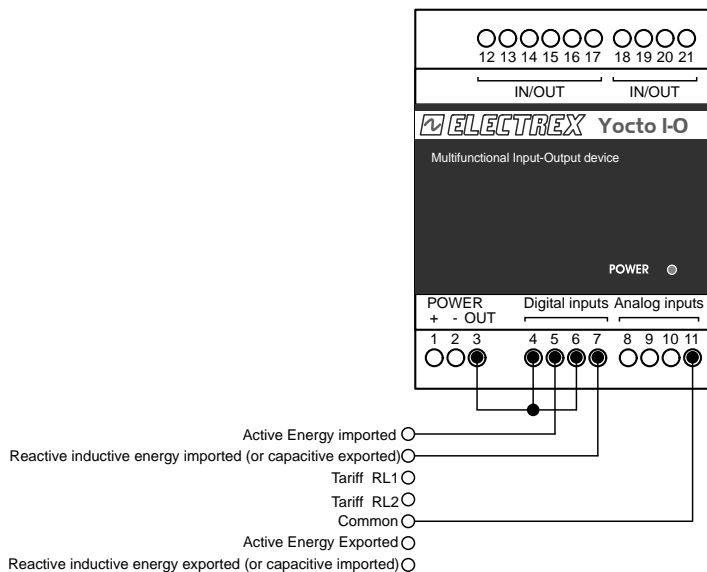 12 13 14 15 16 17 18 19 20 21
IN/OUT IN/OUT
ELECTREX Yocto I-O
Multifunctional Input-Output device
POWER
POWER Digital inputs Analog inputs
+ - OUT
1 2 3 4 5 6 7 8 9 10 11
Active Energy imported
Reactive inductive energy imported (or capacitive exported)
Tariff RL1
Tariff RL2
Common
Active Energy Exported
Reactive inductive energy exported (or capacitive imported)